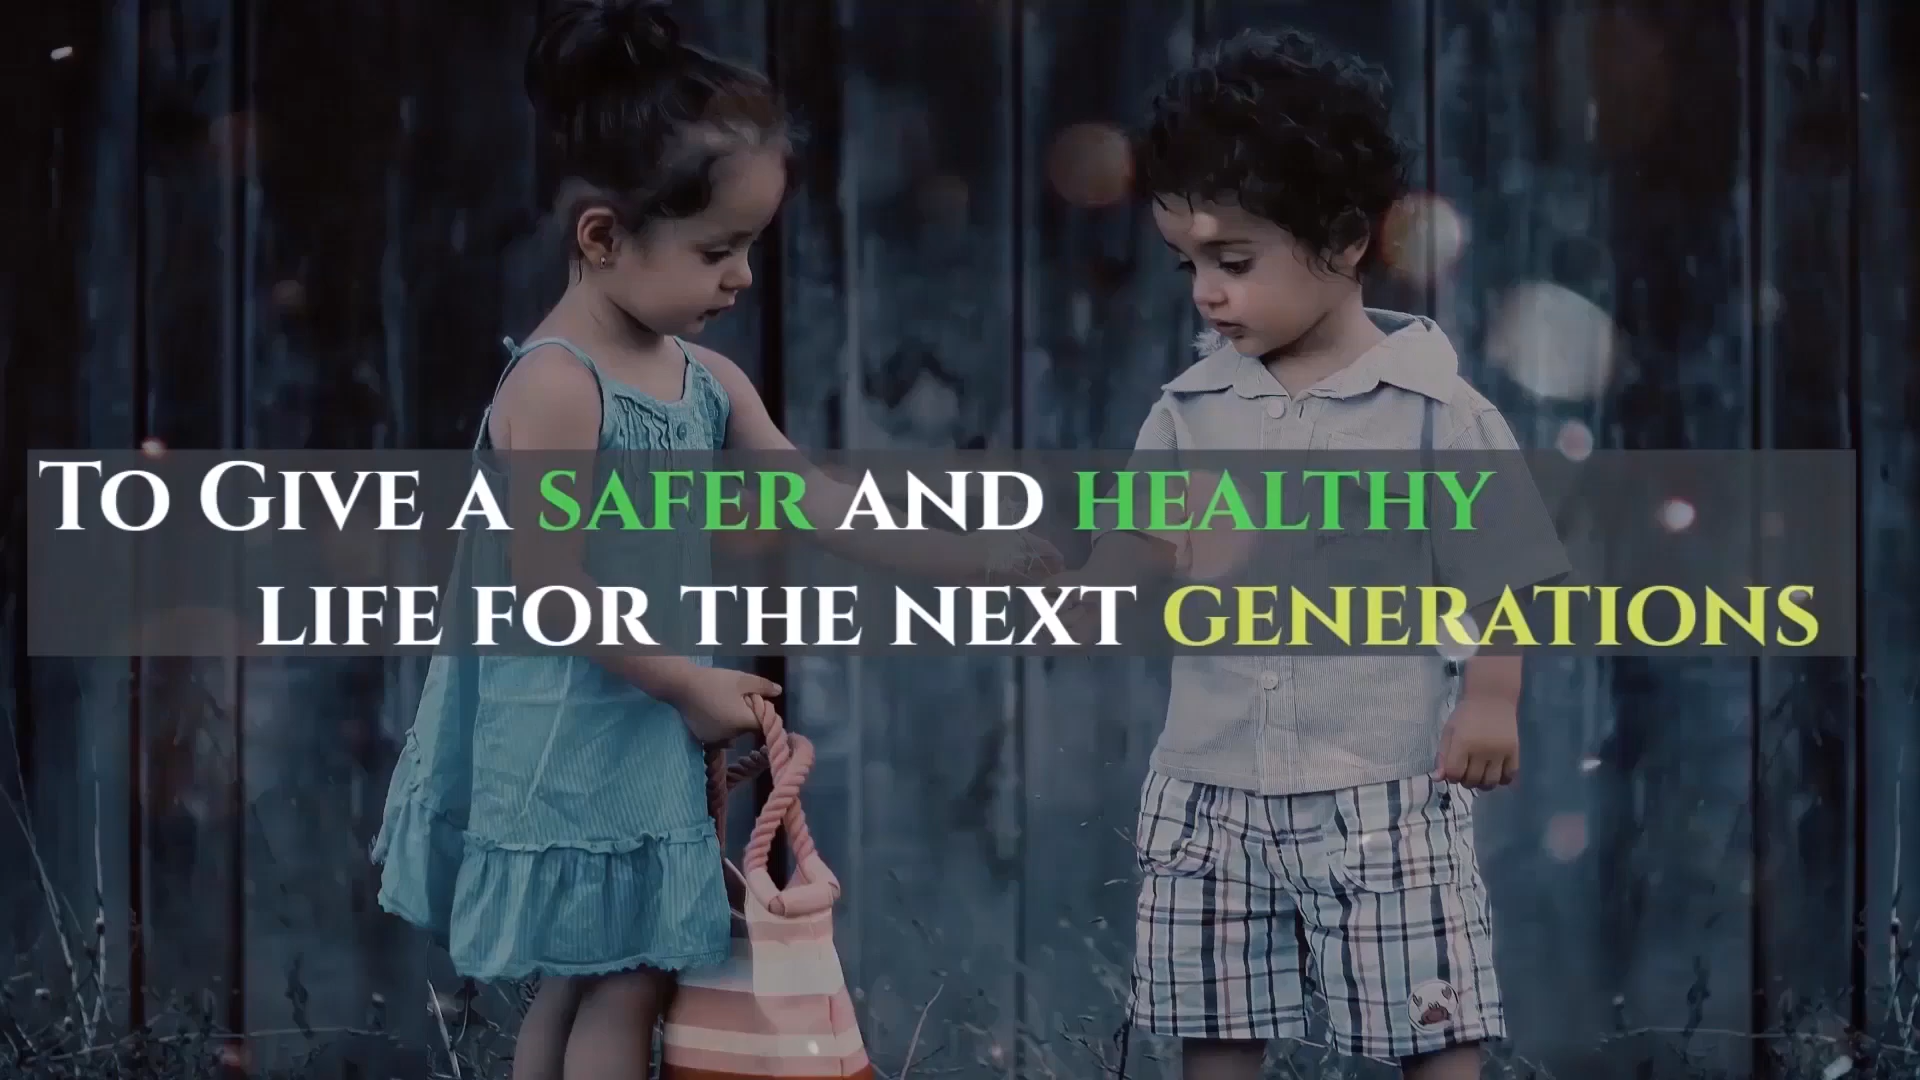 To Give a safer and healthy
life for the next generations